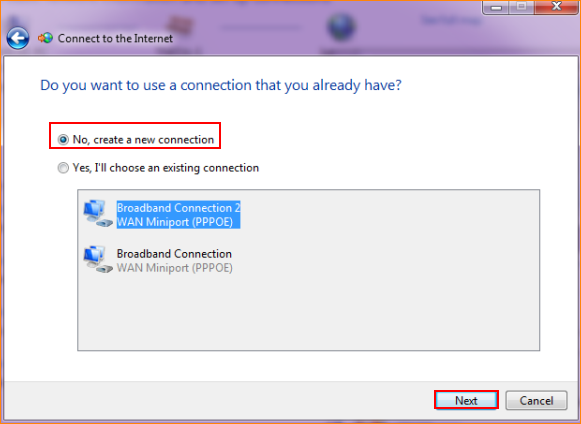 Connect to the Internet
Do you want to use a connection that you already have?
No, create a new connection
Yes, I'll choose an existing connection
Broadband Connection 2
WAN Miniport (PPPOE)
Broadband Connection
WAN Miniport (PPPOE)
Next
Cancel